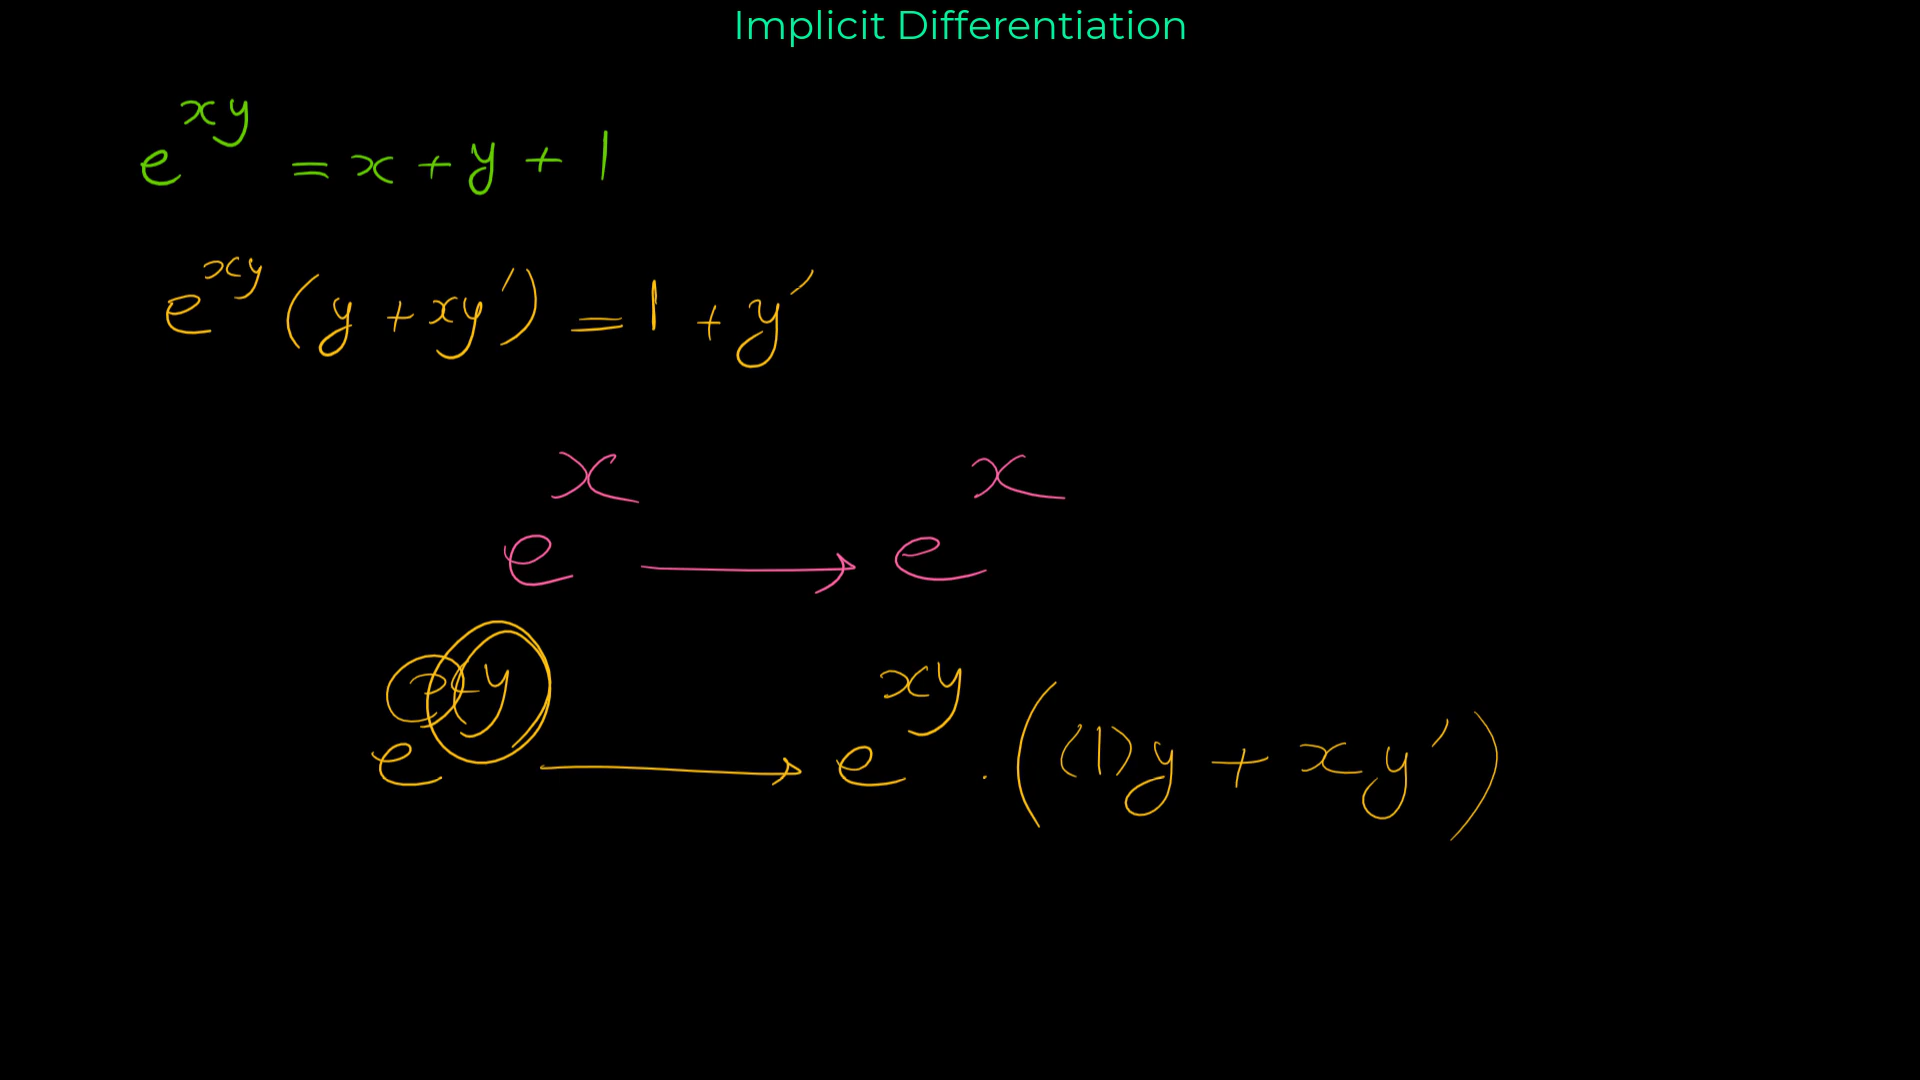 Implicit Differentiation
e^{xy} = x + y + 1
e^{xy} (y + xy') = 1 + y'
e^x → e^x
e^{xy} → e^{xy} . ((1)y + xy')